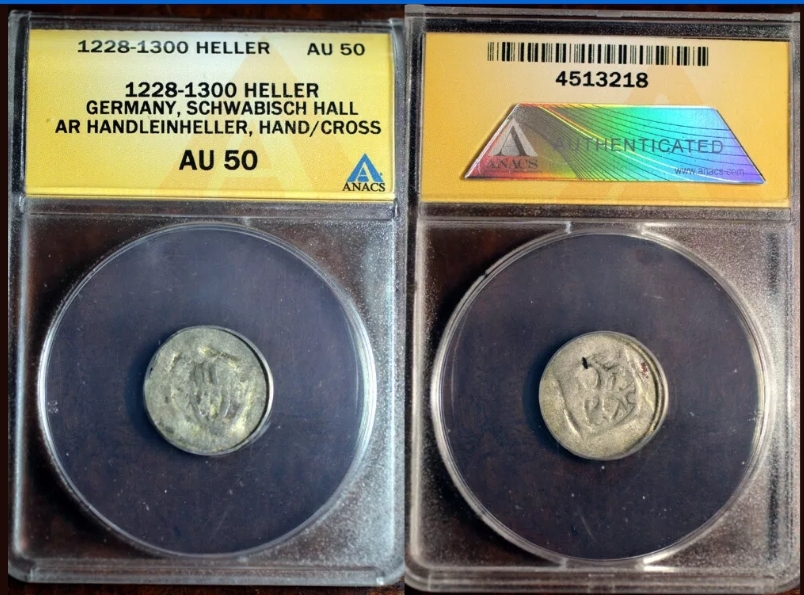 1228-1300 HELLER AU 50
1228-1300 HELLER
GERMANY, SCHWABISCH HALL
AR HANDLEINHELLER, HAND/CROSS
AU 50
ANACS
4513218
ANACS
AUTHENTICATED
www.anacs.com